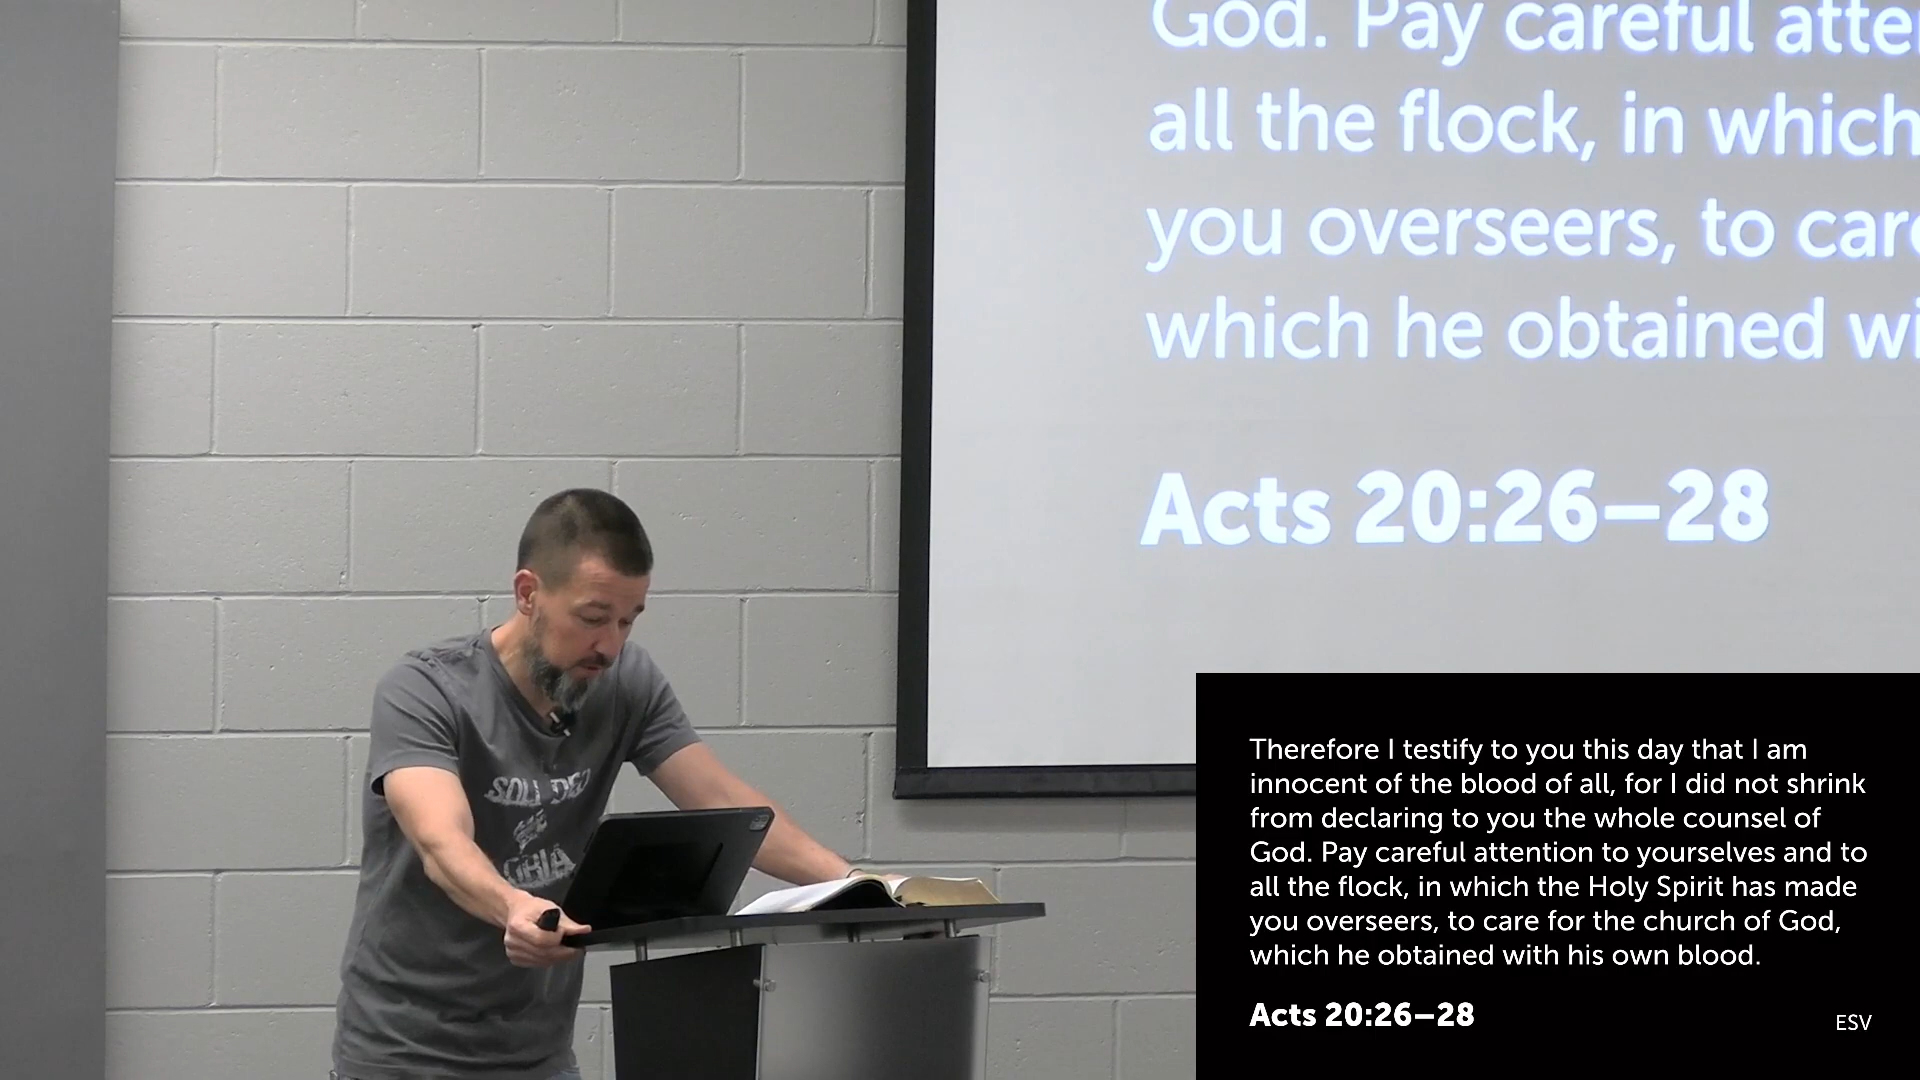 God. Pay careful atte
all the flock, in which
you overseers, to car
which he obtained wi
Acts 20:26–28
SOLI DEO
GLORIA
Therefore I testify to you this day that I am
innocent of the blood of all, for I did not shrink
from declaring to you the whole counsel of
God. Pay careful attention to yourselves and to
all the flock, in which the Holy Spirit has made
you overseers, to care for the church of God,
which he obtained with his own blood.
Acts 20:26–28
ESV